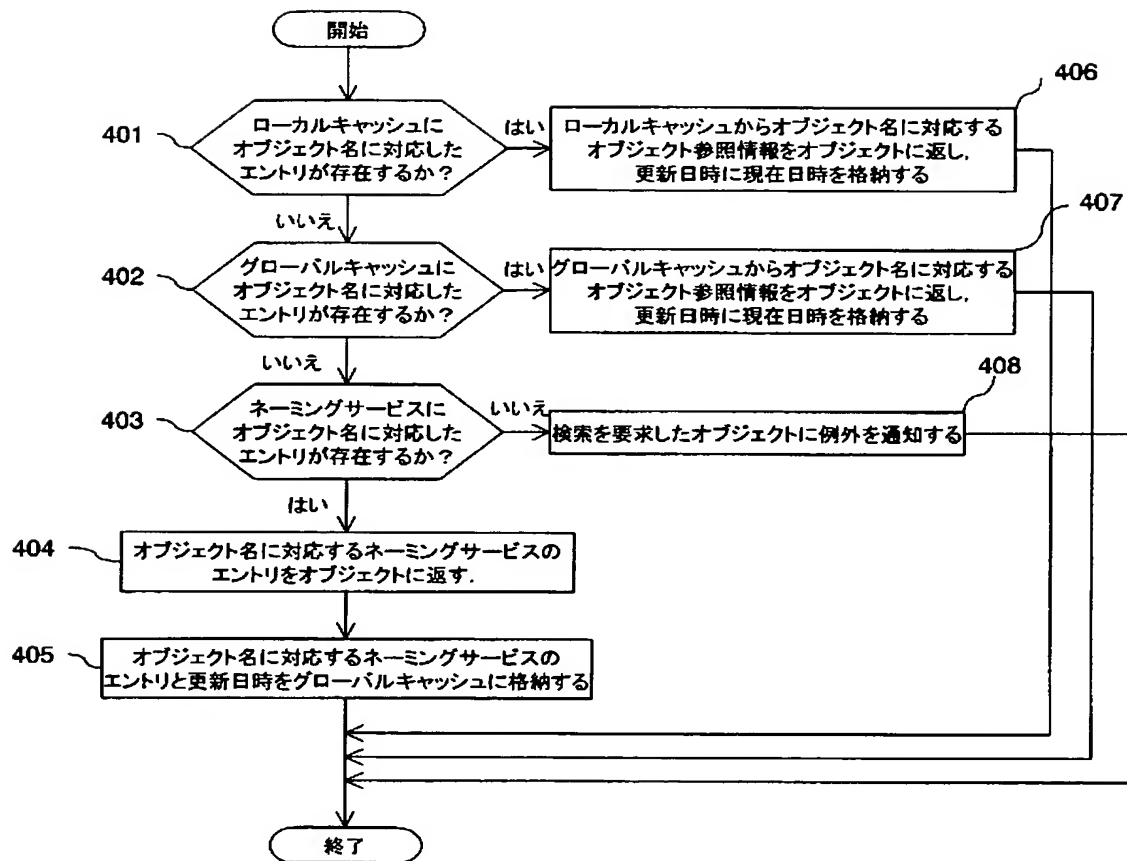 開始
401
ローカルキャッシュに
オブジェクト名に対応した
エントリが存在するか?
はい
406
ローカルキャッシュからオブジェクト名に対応する
オブジェクト参照情報をオブジェクトに返し,
更新日時に現在日時を格納する
いいえ
402
グローバルキャッシュに
オブジェクト名に対応した
エントリが存在するか?
はい
407
グローバルキャッシュからオブジェクト名に対応する
オブジェクト参照情報をオブジェクトに返し,
更新日時に現在日時を格納する
いいえ
403
ネーミングサービスに
オブジェクト名に対応した
エントリが存在するか?
いいえ
408
検索を要求したオブジェクトに例外を通知する
はい
404
オブジェクト名に対応するネーミングサービスの
エントリをオブジェクトに返す.
405
オブジェクト名に対応するネーミングサービスの
エントリと更新日時をグローバルキャッシュに格納する
終了